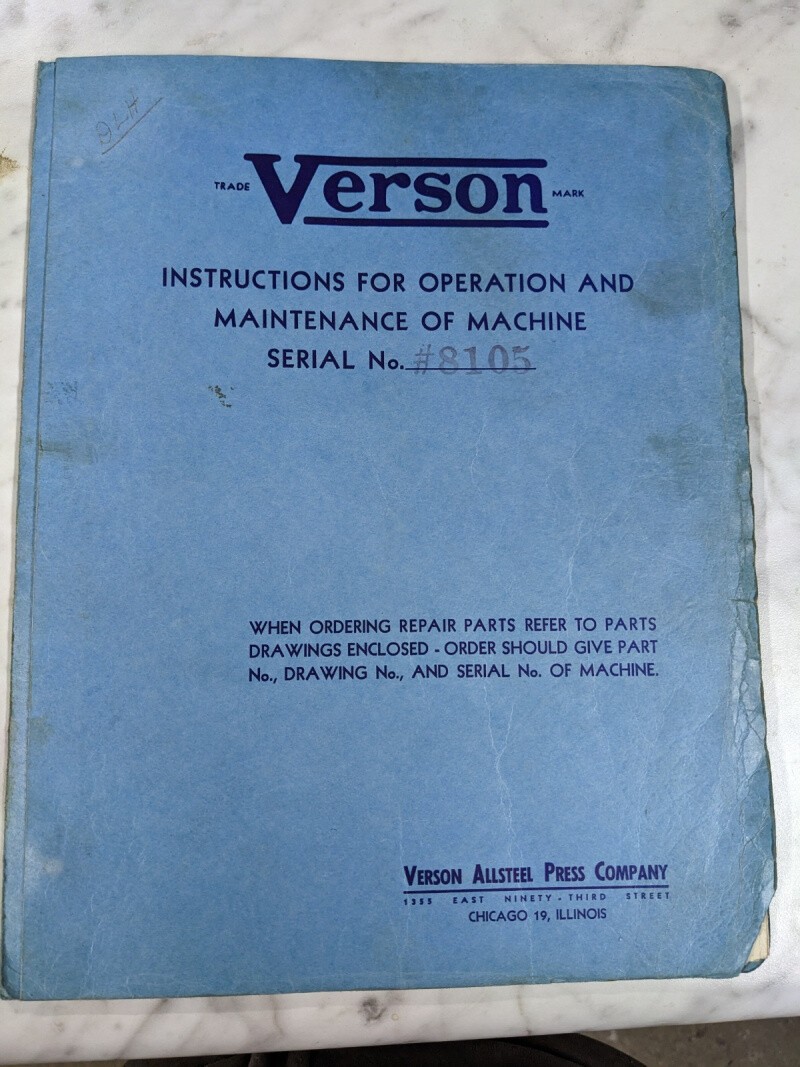 DLH
TRADE Verson MARK
INSTRUCTIONS FOR OPERATION AND
MAINTENANCE OF MACHINE
SERIAL No. #8105
WHEN ORDERING REPAIR PARTS REFER TO PARTS
DRAWINGS ENCLOSED - ORDER SHOULD GIVE PART
No., DRAWING No., AND SERIAL No. OF MACHINE.
VERSON ALLSTEEL PRESS COMPANY
1355 EAST NINETY-THIRD STREET
CHICAGO 19, ILLINOIS